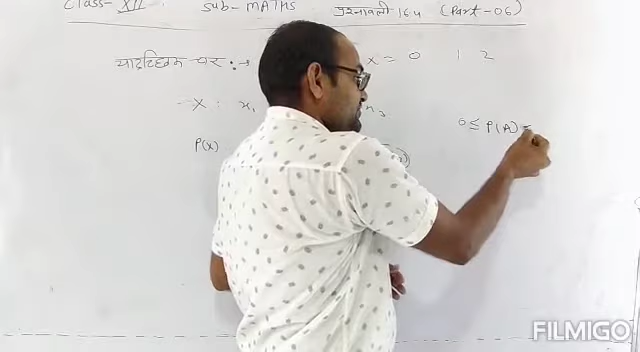 Class- XII Sub- MATHS प्रश्नावली 16.4 (Part-06)
यादृच्छिक चर :→ X = 0 1 2
X : x₁
P(X)
0 ≤ P(A)
FILMIGO